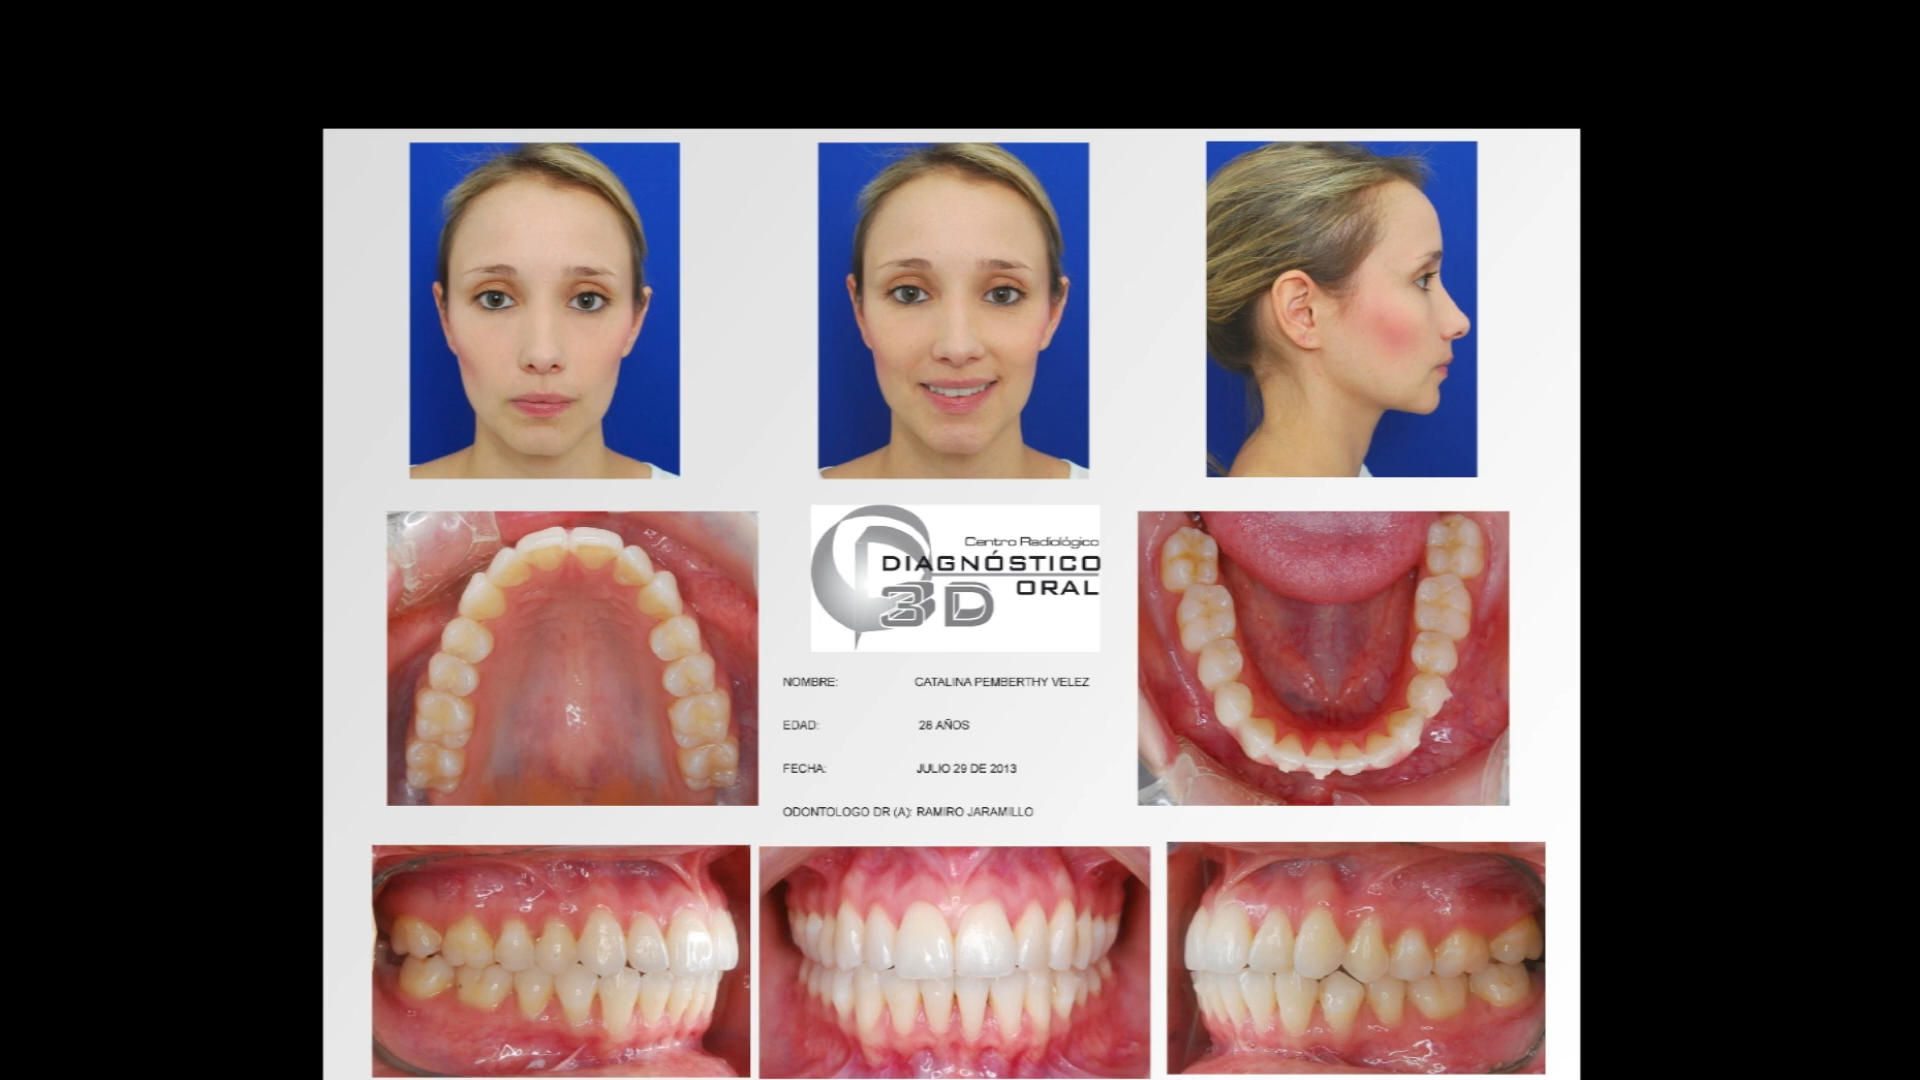 Centro Radiológico
DIAGNÓSTICO
ORAL
3D
NOMBRE: CATALINA PEMBERTHY VELEZ
EDAD: 28 AÑOS
FECHA: JULIO 29 DE 2013
ODONTOLOGO DR (A): RAMIRO JARAMILLO